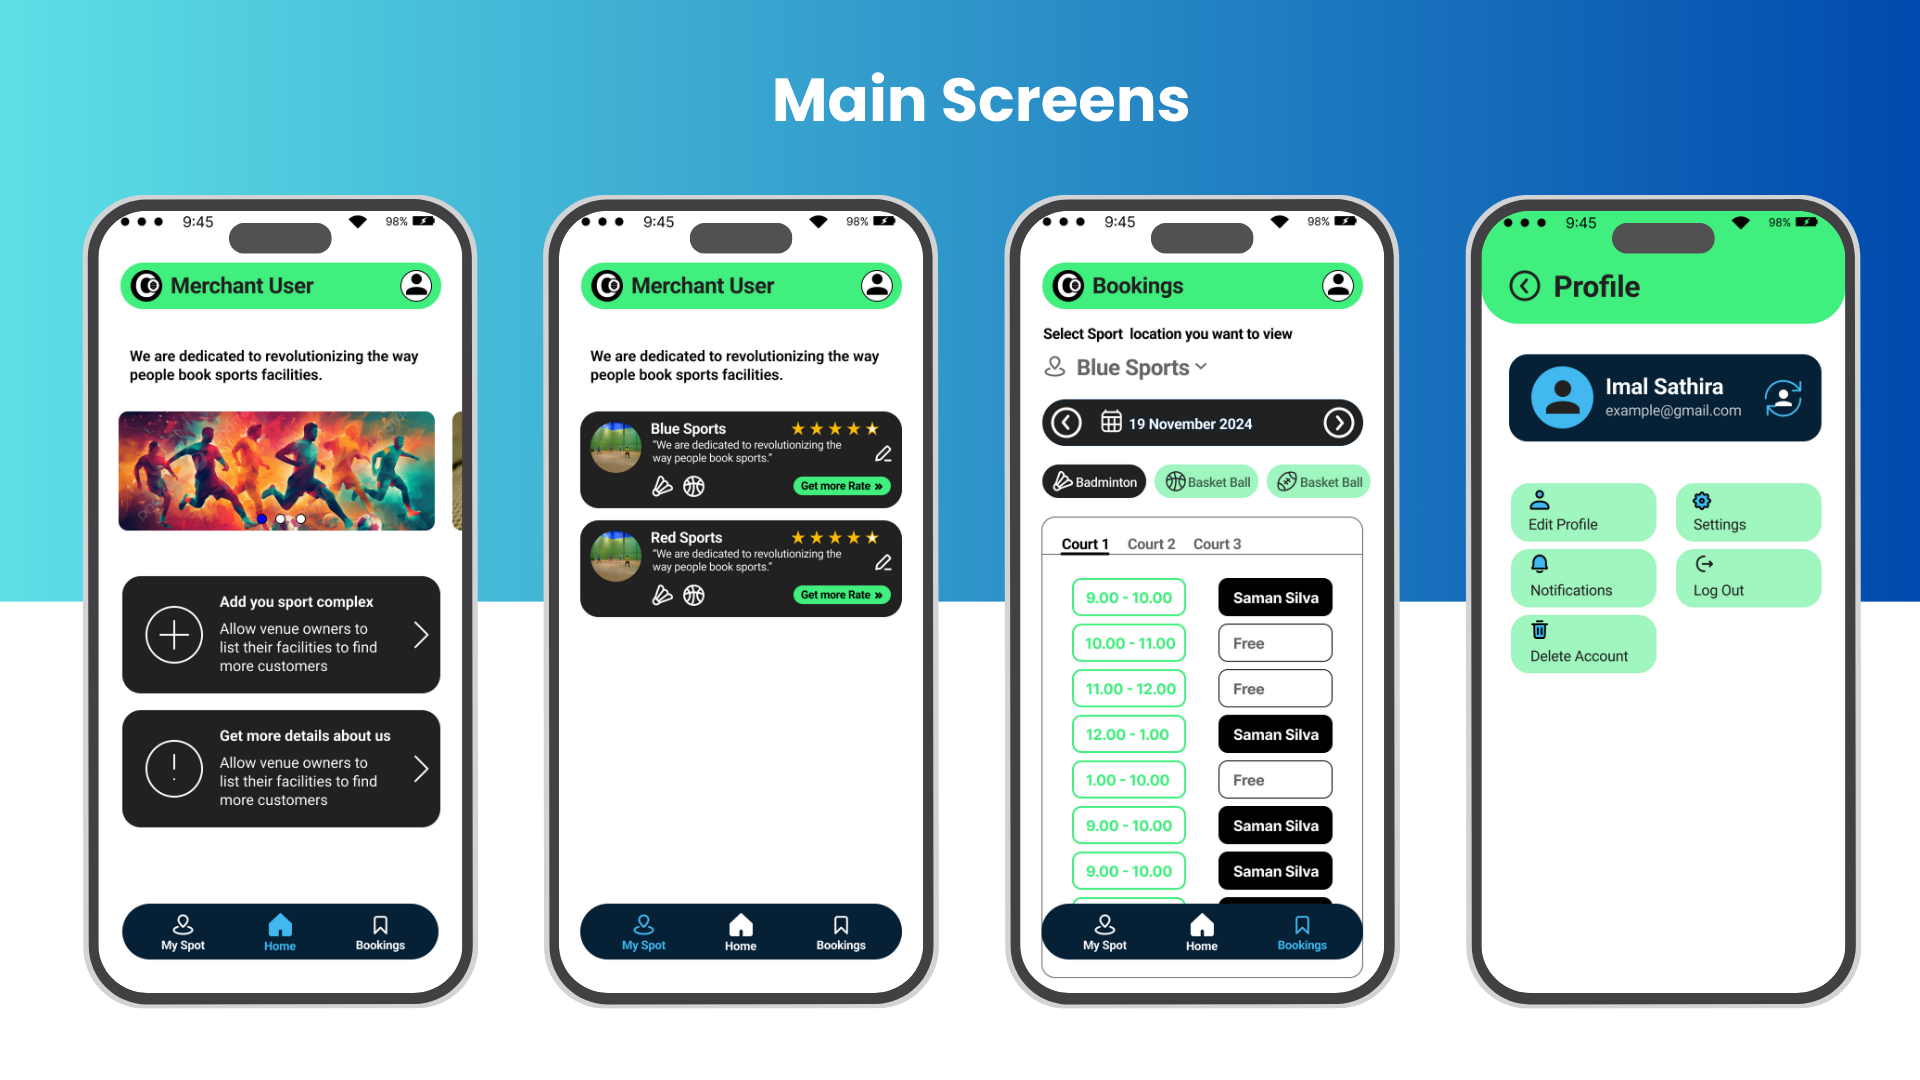 Main Screens
9:45 98%
Merchant User
We are dedicated to revolutionizing the way
people book sports facilities.
Add you sport complex
Allow venue owners to
list their facilities to find
more customers
Get more details about us
Allow venue owners to
list their facilities to find
more customers
My Spot Home Bookings
9:45 98%
Merchant User
We are dedicated to revolutionizing the way
people book sports facilities.
Blue Sports
"We are dedicated to revolutionizing the
way people book sports."
Get more Rate »
Red Sports
"We are dedicated to revolutionizing the
way people book sports."
Get more Rate »
My Spot Home Bookings
9:45 98%
Bookings
Select Sport location you want to view
Blue Sports
19 November 2024
Badminton Basket Ball Basket Ball
Court 1 Court 2 Court 3
9.00 - 10.00 Saman Silva
10.00 - 11.00 Free
11.00 - 12.00 Free
12.00 - 1.00 Saman Silva
1.00 - 10.00 Free
9.00 - 10.00 Saman Silva
9.00 - 10.00 Saman Silva
My Spot Home Bookings
9:45 98%
Profile
Imal Sathira
example@gmail.com
Edit Profile Settings
Notifications Log Out
Delete Account